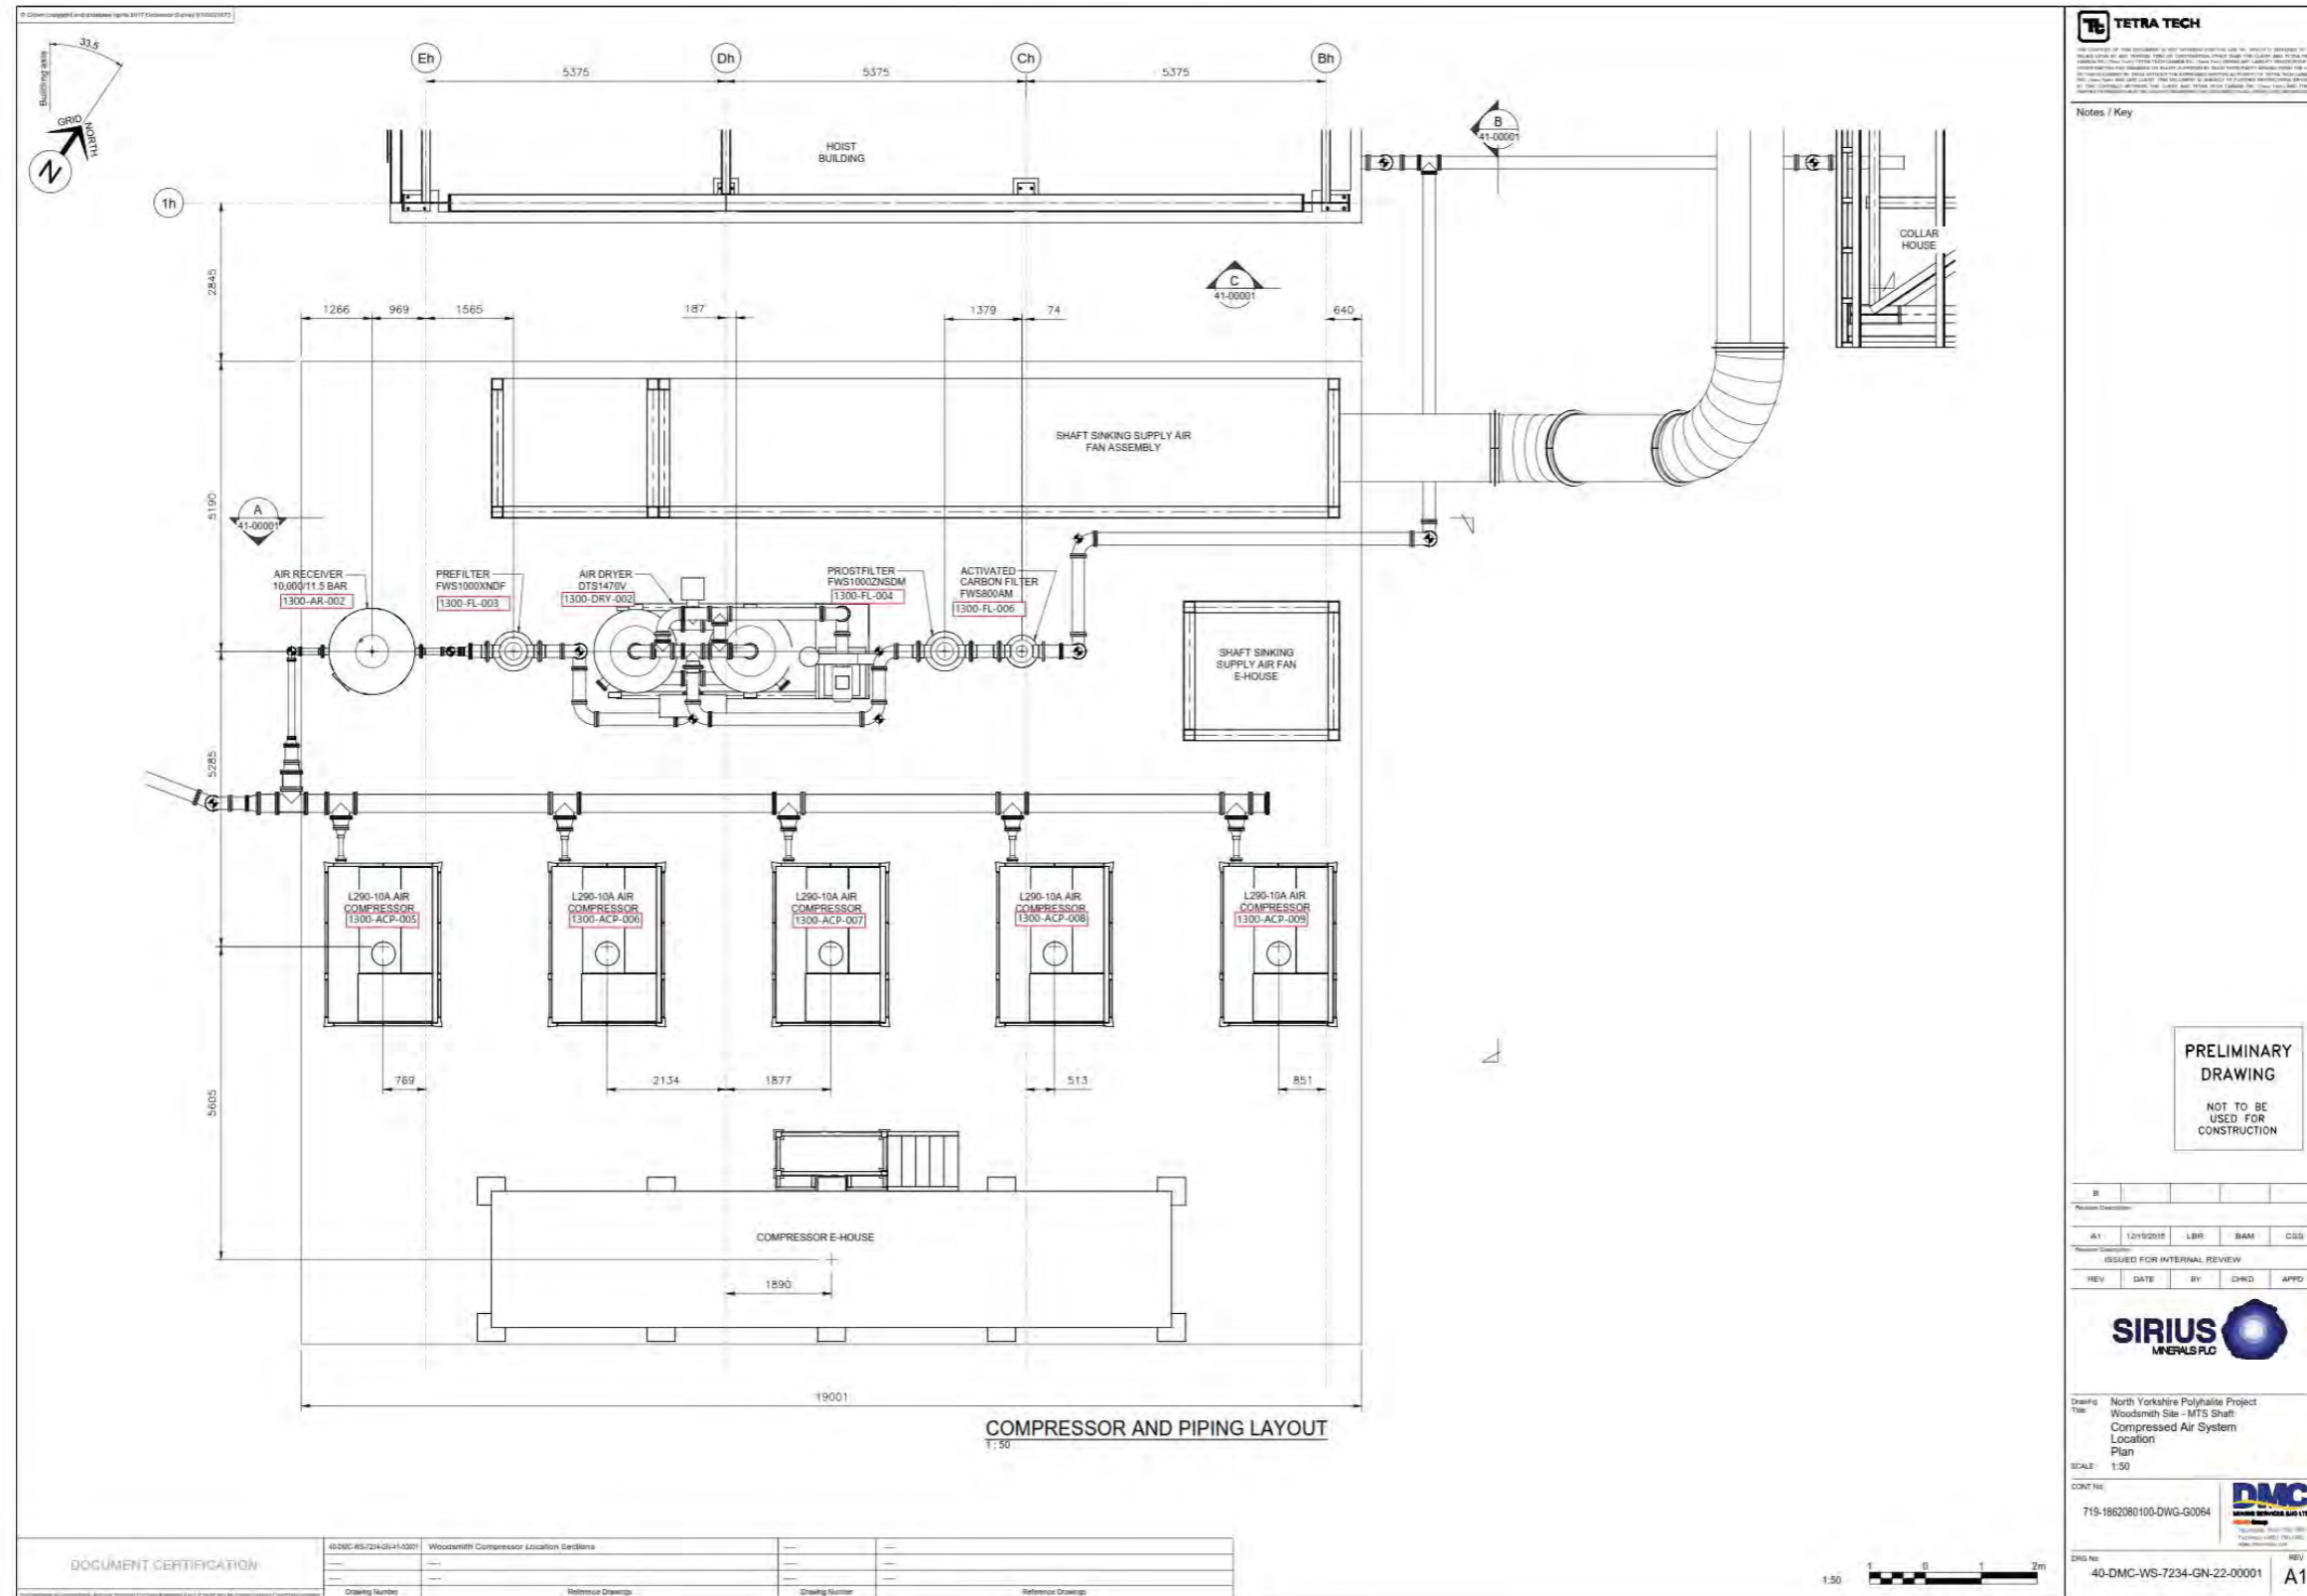 33.5
Building axis
GRID
NORTH
N
Eh
Dh
Ch
Bh
5375
5375
5375
1h
HOIST
BUILDING
B
41-00001
COLLAR
HOUSE
C
41-00001
2845
1266
969
1565
187
1379
74
640
SHAFT SINKING SUPPLY AIR
FAN ASSEMBLY
5190
A
41-00001
AIR RECEIVER
10,000/11.5 BAR
1300-AR-002
PREFILTER
FWS1000XNDF
1300-FL-003
AIR DRYER
DTS1470V
1300-DRY-002
PROSTFILTER
FWS1000ZNSDM
1300-FL-004
ACTIVATED
CARBON FILTER
FWS800AM
1300-FL-006
SHAFT SINKING
SUPPLY AIR FAN
E-HOUSE
5285
L290-10A AIR
COMPRESSOR
1300-ACP-005
L290-10A AIR
COMPRESSOR
1300-ACP-006
L290-10A AIR
COMPRESSOR
1300-ACP-007
L290-10A AIR
COMPRESSOR
1300-ACP-008
L290-10A AIR
COMPRESSOR
1300-ACP-009
769
2134
1877
513
851
5605
COMPRESSOR E-HOUSE
1890
19001
COMPRESSOR AND PIPING LAYOUT
1:50
DOCUMENT CERTIFICATION
Woodsmith Compressor Location Sections
Drawing Number
Reference Drawings
Drawing Number
Reference Drawings
1:50
1 0 1 2m
TETRA TECH
Notes / Key
PRELIMINARY
DRAWING
NOT TO BE
USED FOR
CONSTRUCTION
B
Revision Description
A1 LBR BAM CSS
Revision Description
ISSUED FOR INTERNAL REVIEW
REV DATE BY CHKD APPD
SIRIUS
MINERALS PLC
Drawing
Title
North Yorkshire Polyhalite Project
Woodsmith Site - MTS Shaft
Compressed Air System
Location
Plan
SCALE 1:50
CONT No
719-1862080100-DWG-G0064
DMC
DRG No
REV
40-DMC-WS-7234-GN-22-00001
A1